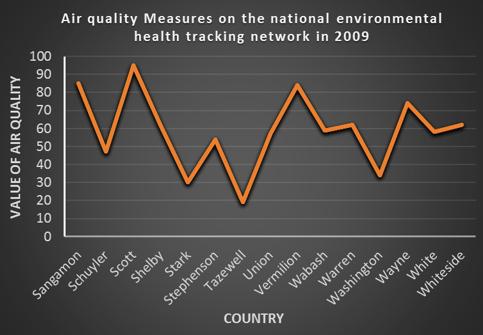 Air quality Measures on the national environmental
health tracking network in 2009
VALUE OF AIR QUALITY
100
90
80
70
60
50
40
30
20
10
0
Sangamon
Schuyler
Scott
Shelby
Stark
Stephenson
Tazewell
Union
Vermilion
Wabash
Warren
Washington
Wayne
White
Whiteside
COUNTRY